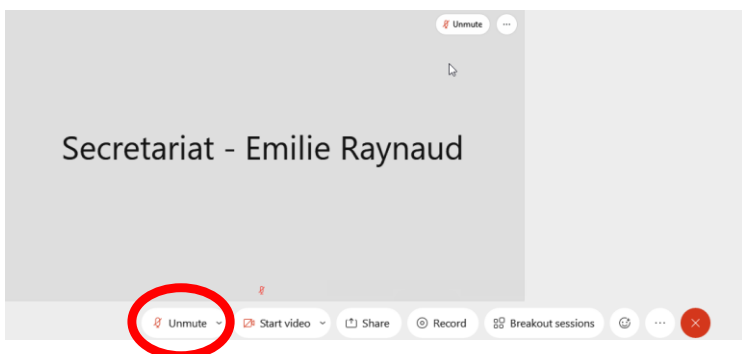 Unmute
Secretariat - Emilie Raynaud
Unmute Start video Share Record Breakout sessions